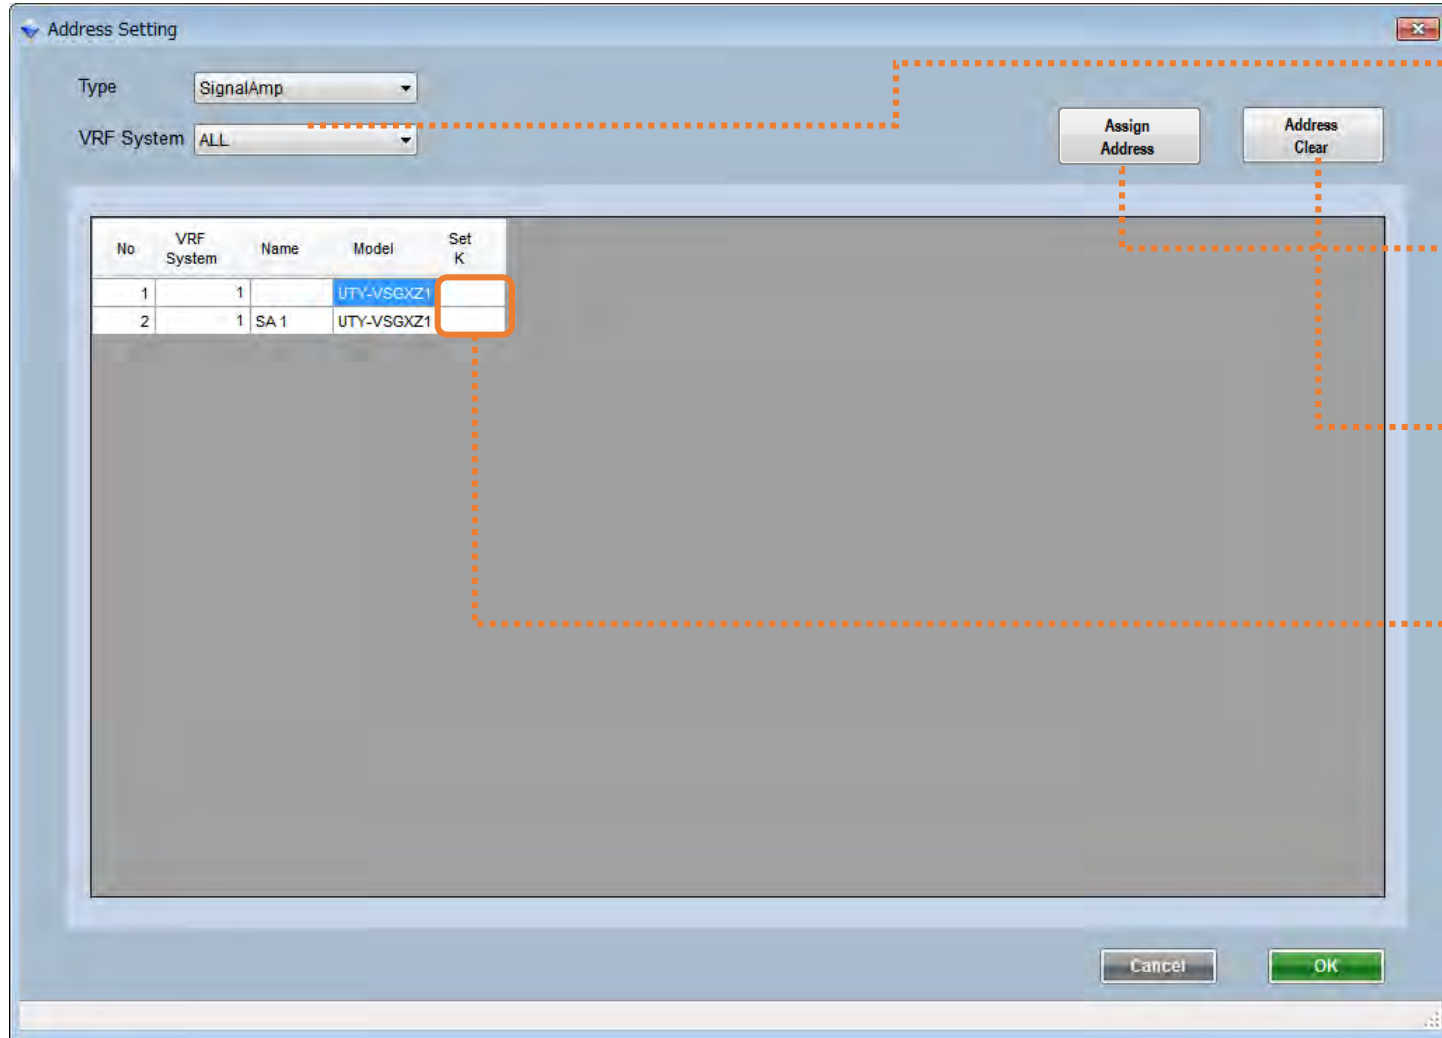 Address Setting
Type SignalAmp
VRF System ALL
Assign Address
Address Clear
No VRF System Name Model Set K
1 1 UTY-VSGXZ1
2 1 SA 1 UTY-VSGXZ1
Cancel OK